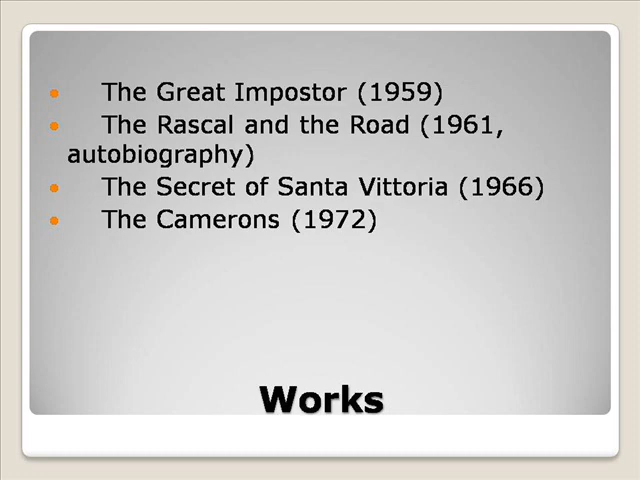 The Great Impostor (1959)
The Rascal and the Road (1961,
autobiography)
The Secret of Santa Vittoria (1966)
The Camerons (1972)
Works